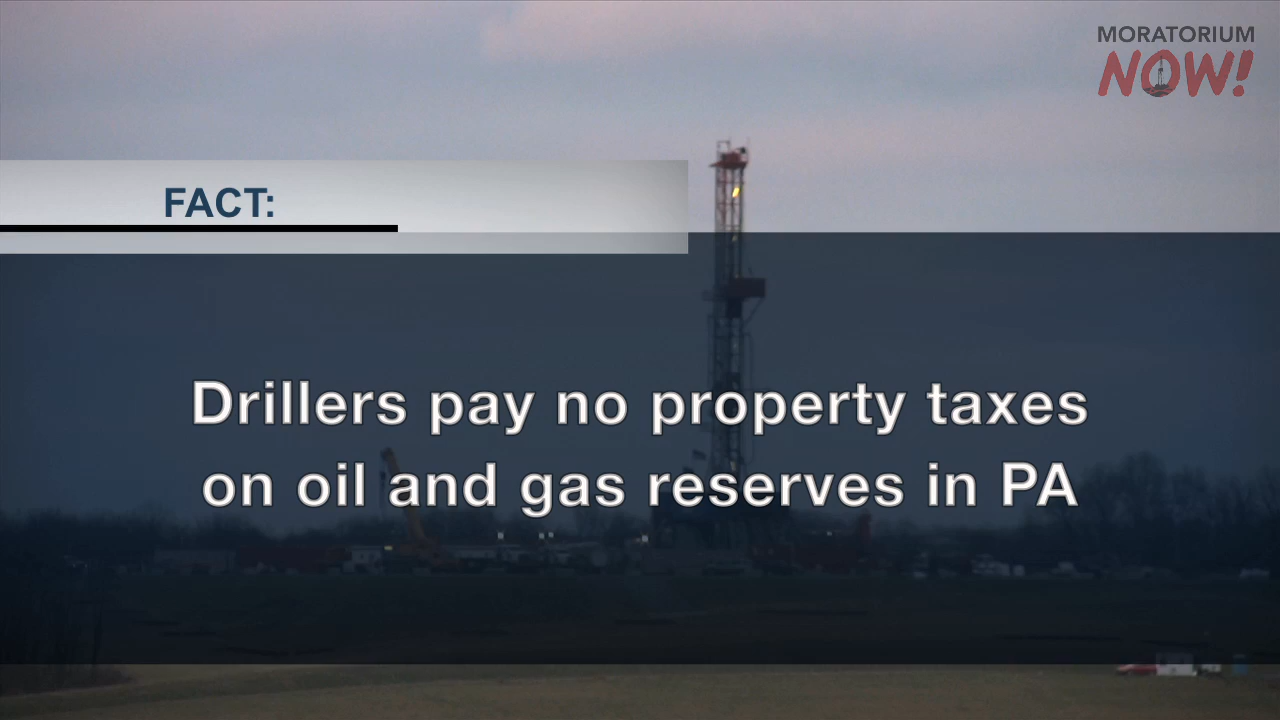 MORATORIUM
NOW!
FACT:
Drillers pay no property taxes
on oil and gas reserves in PA